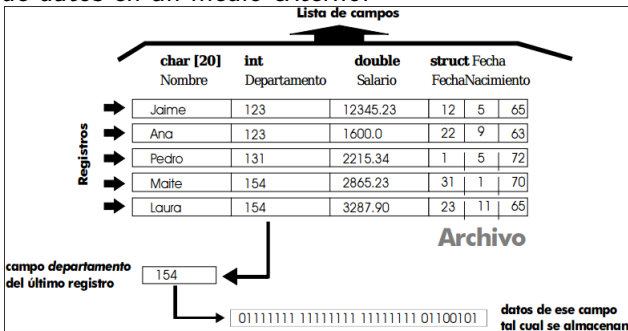 de datos en un medio externo.
Lista de campos
char [20] int double struct Fecha
Nombre Departamento Salario FechaNacimiento
Registros
Jaime 123 12345.23 12 5 65
Ana 123 1600.0 22 9 63
Pedro 131 2215.34 1 5 72
Maite 154 2865.23 31 1 70
Laura 154 3287.90 23 11 65
Archivo
campo departamento
del último registro
154
01111111 11111111 11111111 01100101
datos de ese campo
tal cual se almacenan